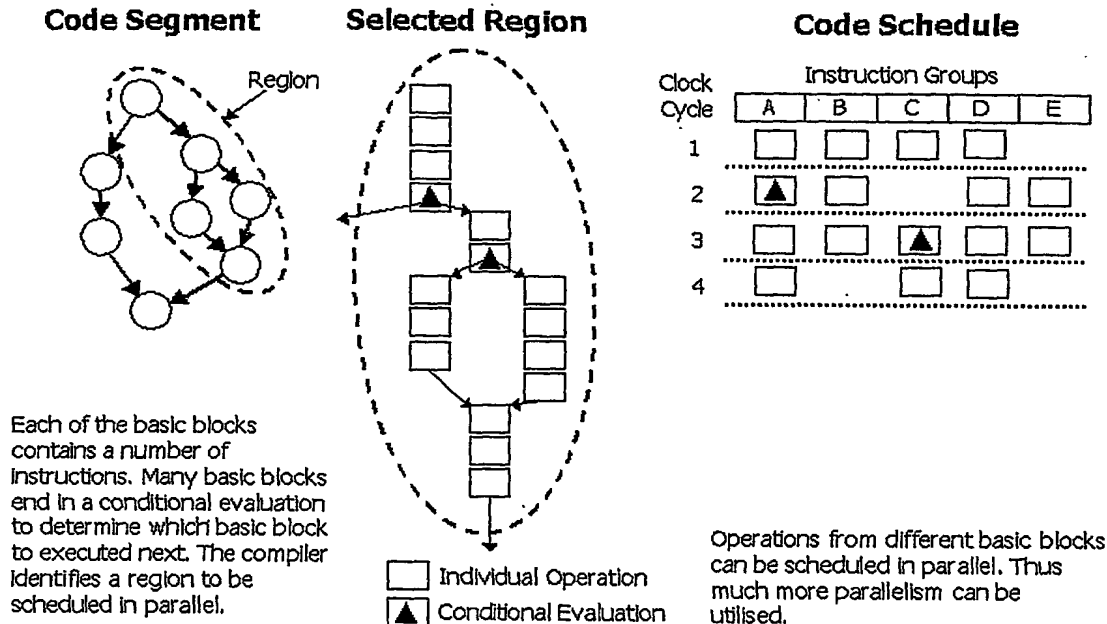 Code Segment
Region
Each of the basic blocks
contains a number of
instructions. Many basic blocks
end in a conditional evaluation
to determine which basic block
to executed next. The compiler
identifies a region to be
scheduled in parallel.
Selected Region
Individual Operation
Conditional Evaluation
Code Schedule
Clock
Cycle
Instruction Groups
A B C D E
1
2
3
4
Operations from different basic blocks
can be scheduled in parallel. Thus
much more parallelism can be
utilised.